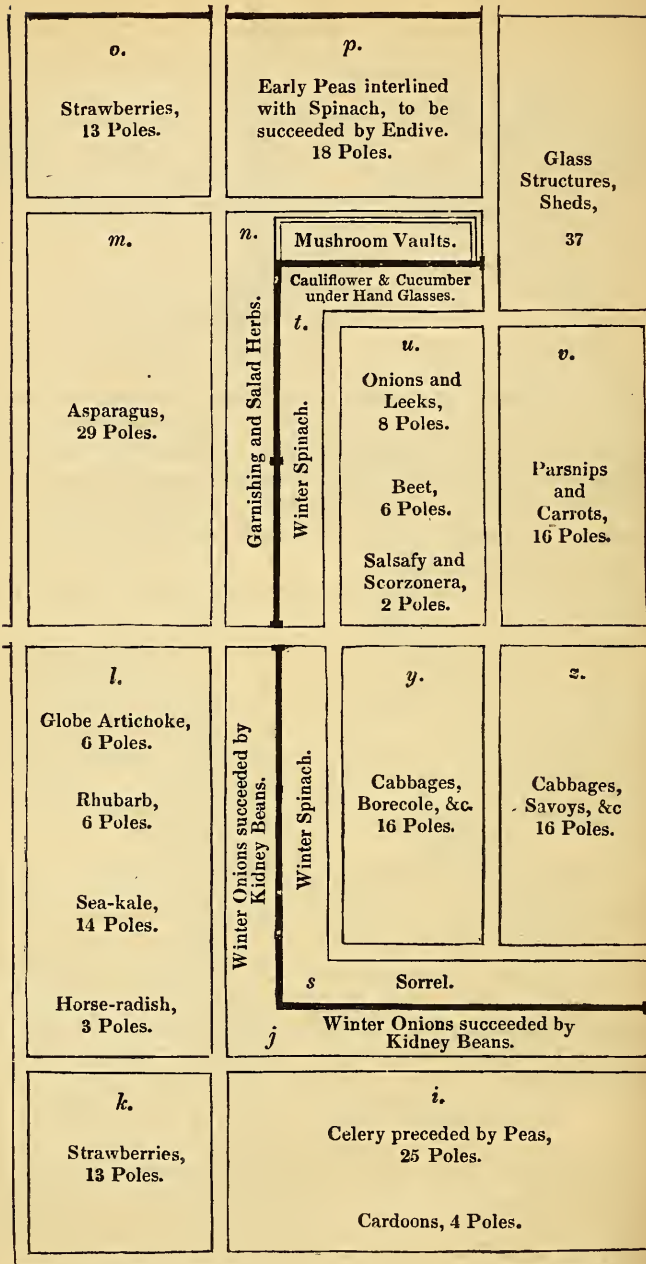 o.
Strawberries,
13 Poles.
p.
Early Peas interlined
with Spinach, to be
succeeded by Endive.
18 Poles.
Glass
Structures,
Sheds,
37
m.
Asparagus,
29 Poles.
n.
Garnishing and Salad Herbs.
Mushroom Vaults.
Cauliflower & Cucumber
under Hand Glasses.
t.
Winter Spinach.
u.
Onions and
Leeks,
8 Poles.
Beet,
6 Poles.
Salsafy and
Scorzonera,
2 Poles.
v.
Parsnips
and
Carrots,
16 Poles.
l.
Globe Artichoke,
6 Poles.
Rhubarb,
6 Poles.
Sea-kale,
14 Poles.
Horse-radish,
3 Poles.
Winter Onions succeeded by
Kidney Beans.
Winter Spinach.
y.
Cabbages,
Borecole, &c.
16 Poles.
z.
Cabbages,
Savoys, &c
16 Poles.
s
Sorrel.
j
Winter Onions succeeded by
Kidney Beans.
k.
Strawberries,
13 Poles.
i.
Celery preceded by Peas,
25 Poles.
Cardoons, 4 Poles.